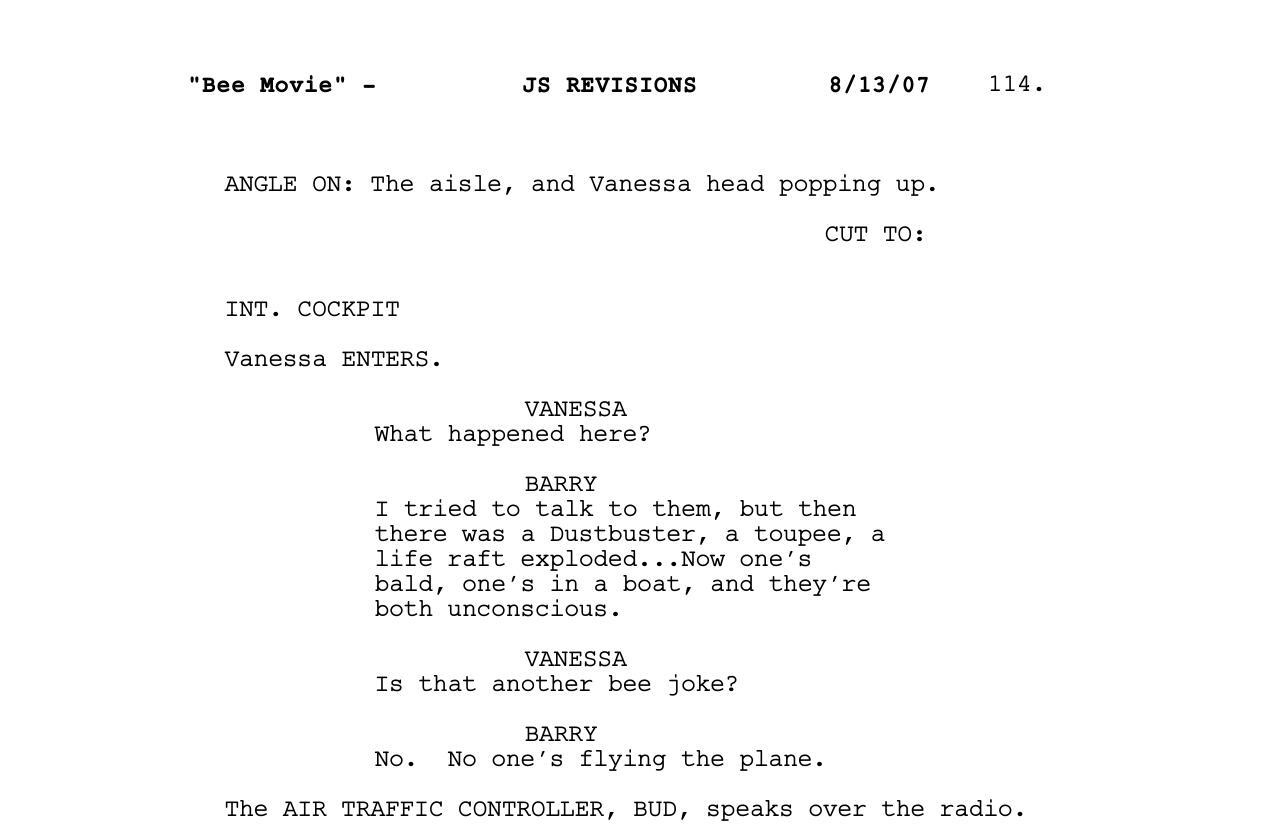 "Bee Movie" - JS REVISIONS 8/13/07 114.
ANGLE ON: The aisle, and Vanessa head popping up.
CUT TO:
INT. COCKPIT
Vanessa ENTERS.
VANESSA
What happened here?
BARRY
I tried to talk to them, but then
there was a Dustbuster, a toupee, a
life raft exploded...Now one’s
bald, one’s in a boat, and they’re
both unconscious.
VANESSA
Is that another bee joke?
BARRY
No.  No one’s flying the plane.
The AIR TRAFFIC CONTROLLER, BUD, speaks over the radio.